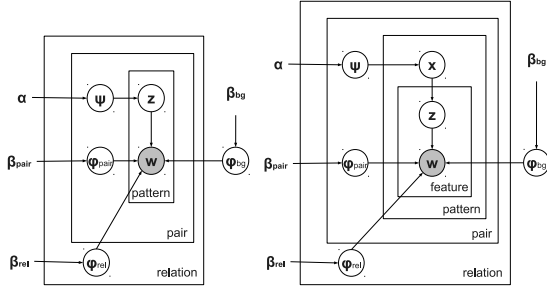 α
ψ
z
β_bg
β_pair
φ_pair
w
φ_bg
pattern
pair
β_rel
φ_rel
relation
α
ψ
x
z
β_bg
β_pair
φ_pair
w
φ_bg
feature
pattern
pair
β_rel
φ_rel
relation